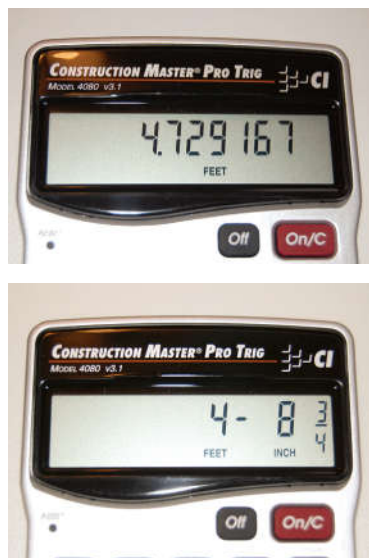 CONSTRUCTION MASTER® PRO TRIG
CI
MODEL 4080 v3.1
4.729167
FEET
Off
On/C
CONSTRUCTION MASTER® PRO TRIG
CI
MODEL 4080 v3.1
4- 8 3/4
FEET INCH
Off
On/C